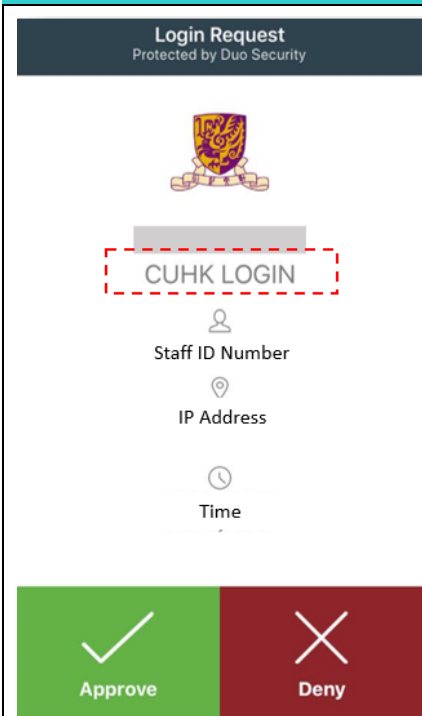 Login Request
Protected by Duo Security
CUHK LOGIN
Staff ID Number
IP Address
Time
Approve
Deny